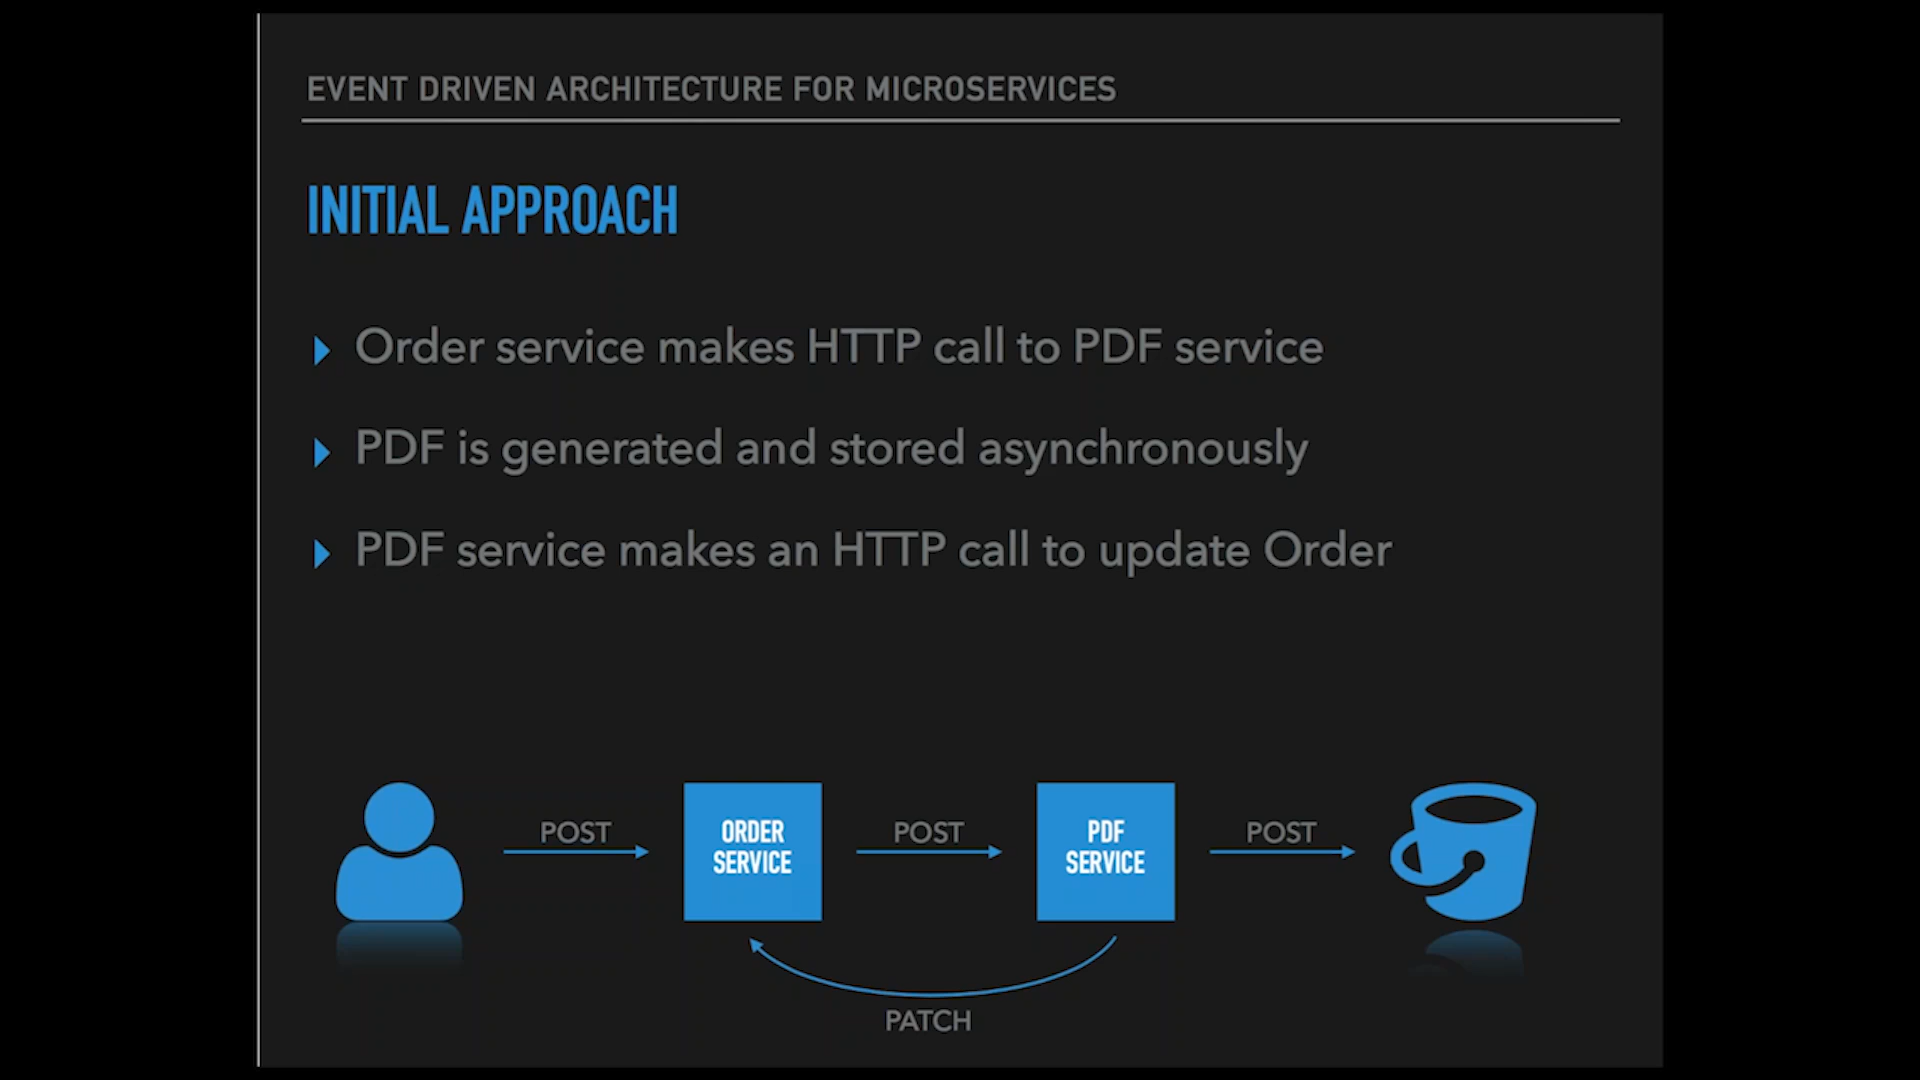 EVENT DRIVEN ARCHITECTURE FOR MICROSERVICES
INITIAL APPROACH
Order service makes HTTP call to PDF service
PDF is generated and stored asynchronously
PDF service makes an HTTP call to update Order
POST
ORDER
SERVICE
POST
PDF
SERVICE
POST
PATCH